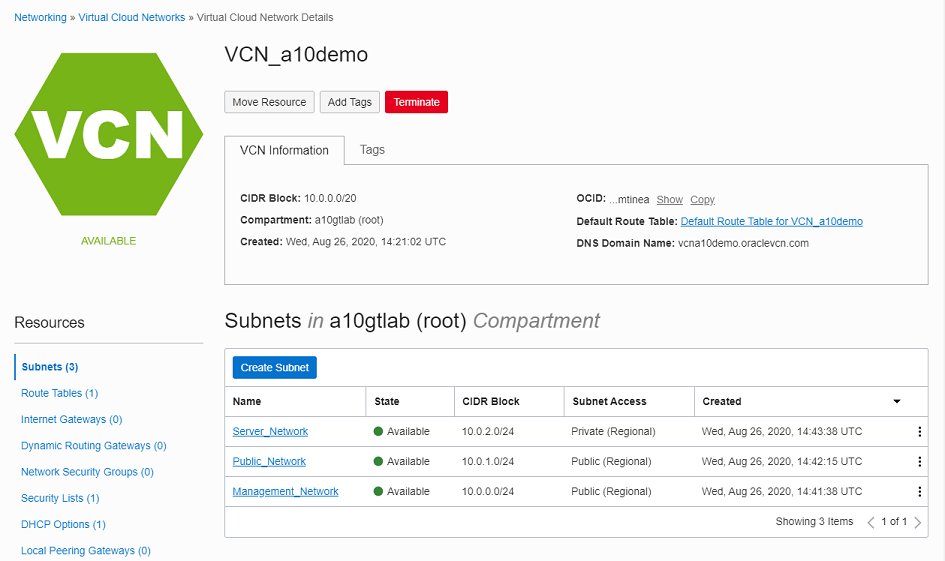 Networking » Virtual Cloud Networks » Virtual Cloud Network Details
VCN
AVAILABLE
VCN_a10demo
Move Resource Add Tags Terminate
VCN Information Tags
CIDR Block: 10.0.0.0/20
Compartment: a10gtlab (root)
Created: Wed, Aug 26, 2020, 14:21:02 UTC
OCID: ...mtinea Show Copy
Default Route Table: Default Route Table for VCN_a10demo
DNS Domain Name: vcna10demo.oraclevcn.com
Resources
Subnets (3)
Route Tables (1)
Internet Gateways (0)
Dynamic Routing Gateways (0)
Network Security Groups (0)
Security Lists (1)
DHCP Options (1)
Local Peering Gateways (0)
Subnets in a10gtlab (root) Compartment
Create Subnet
Name State CIDR Block Subnet Access Created
Server_Network Available 10.0.2.0/24 Private (Regional) Wed, Aug 26, 2020, 14:43:38 UTC
Public_Network Available 10.0.1.0/24 Public (Regional) Wed, Aug 26, 2020, 14:42:15 UTC
Management_Network Available 10.0.0.0/24 Public (Regional) Wed, Aug 26, 2020, 14:41:38 UTC
Showing 3 Items < 1 of 1 >